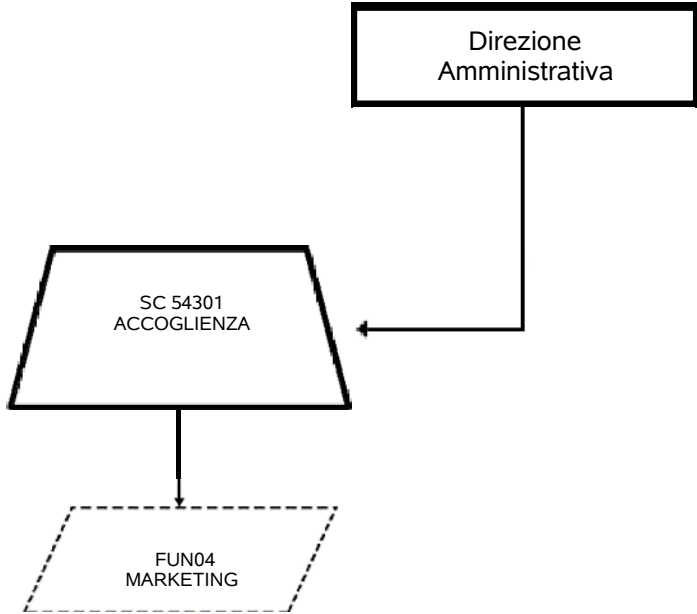 Direzione
Amministrativa
SC 54301
ACCOGLIENZA
FUN04
MARKETING